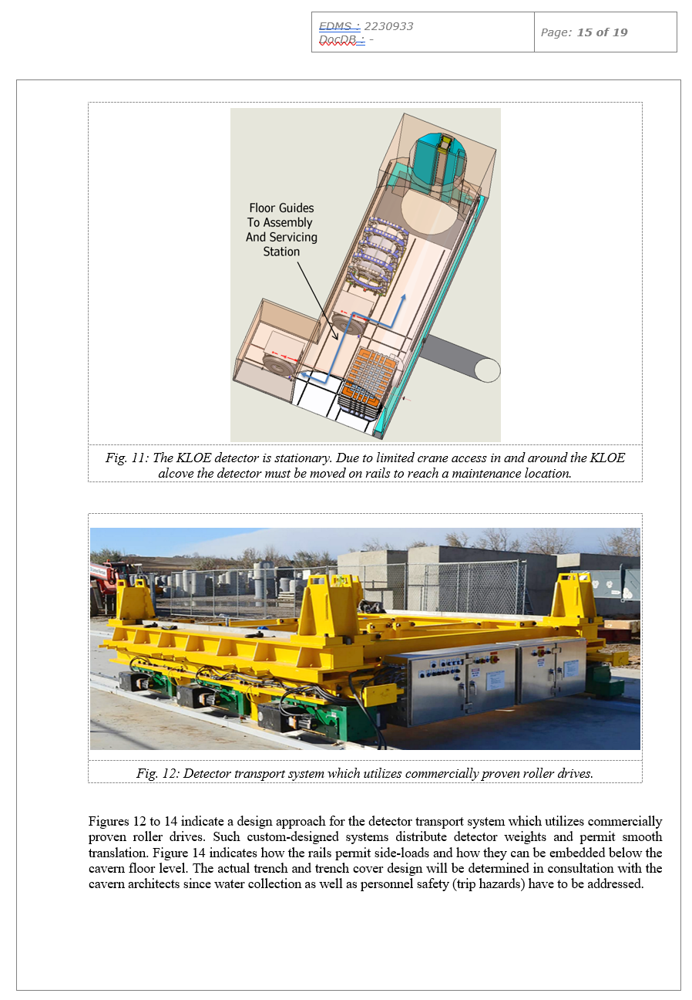 EDMS : 2230933
DocDB : -
Page: 15 of 19
Floor Guides
To Assembly
And Servicing
Station
Fig. 11: The KLOE detector is stationary. Due to limited crane access in and around the KLOE
alcove the detector must be moved on rails to reach a maintenance location.
Fig. 12: Detector transport system which utilizes commercially proven roller drives.
Figures 12 to 14 indicate a design approach for the detector transport system which utilizes commercially
proven roller drives. Such custom-designed systems distribute detector weights and permit smooth
translation. Figure 14 indicates how the rails permit side-loads and how they can be embedded below the
cavern floor level. The actual trench and trench cover design will be determined in consultation with the
cavern architects since water collection as well as personnel safety (trip hazards) have to be addressed.